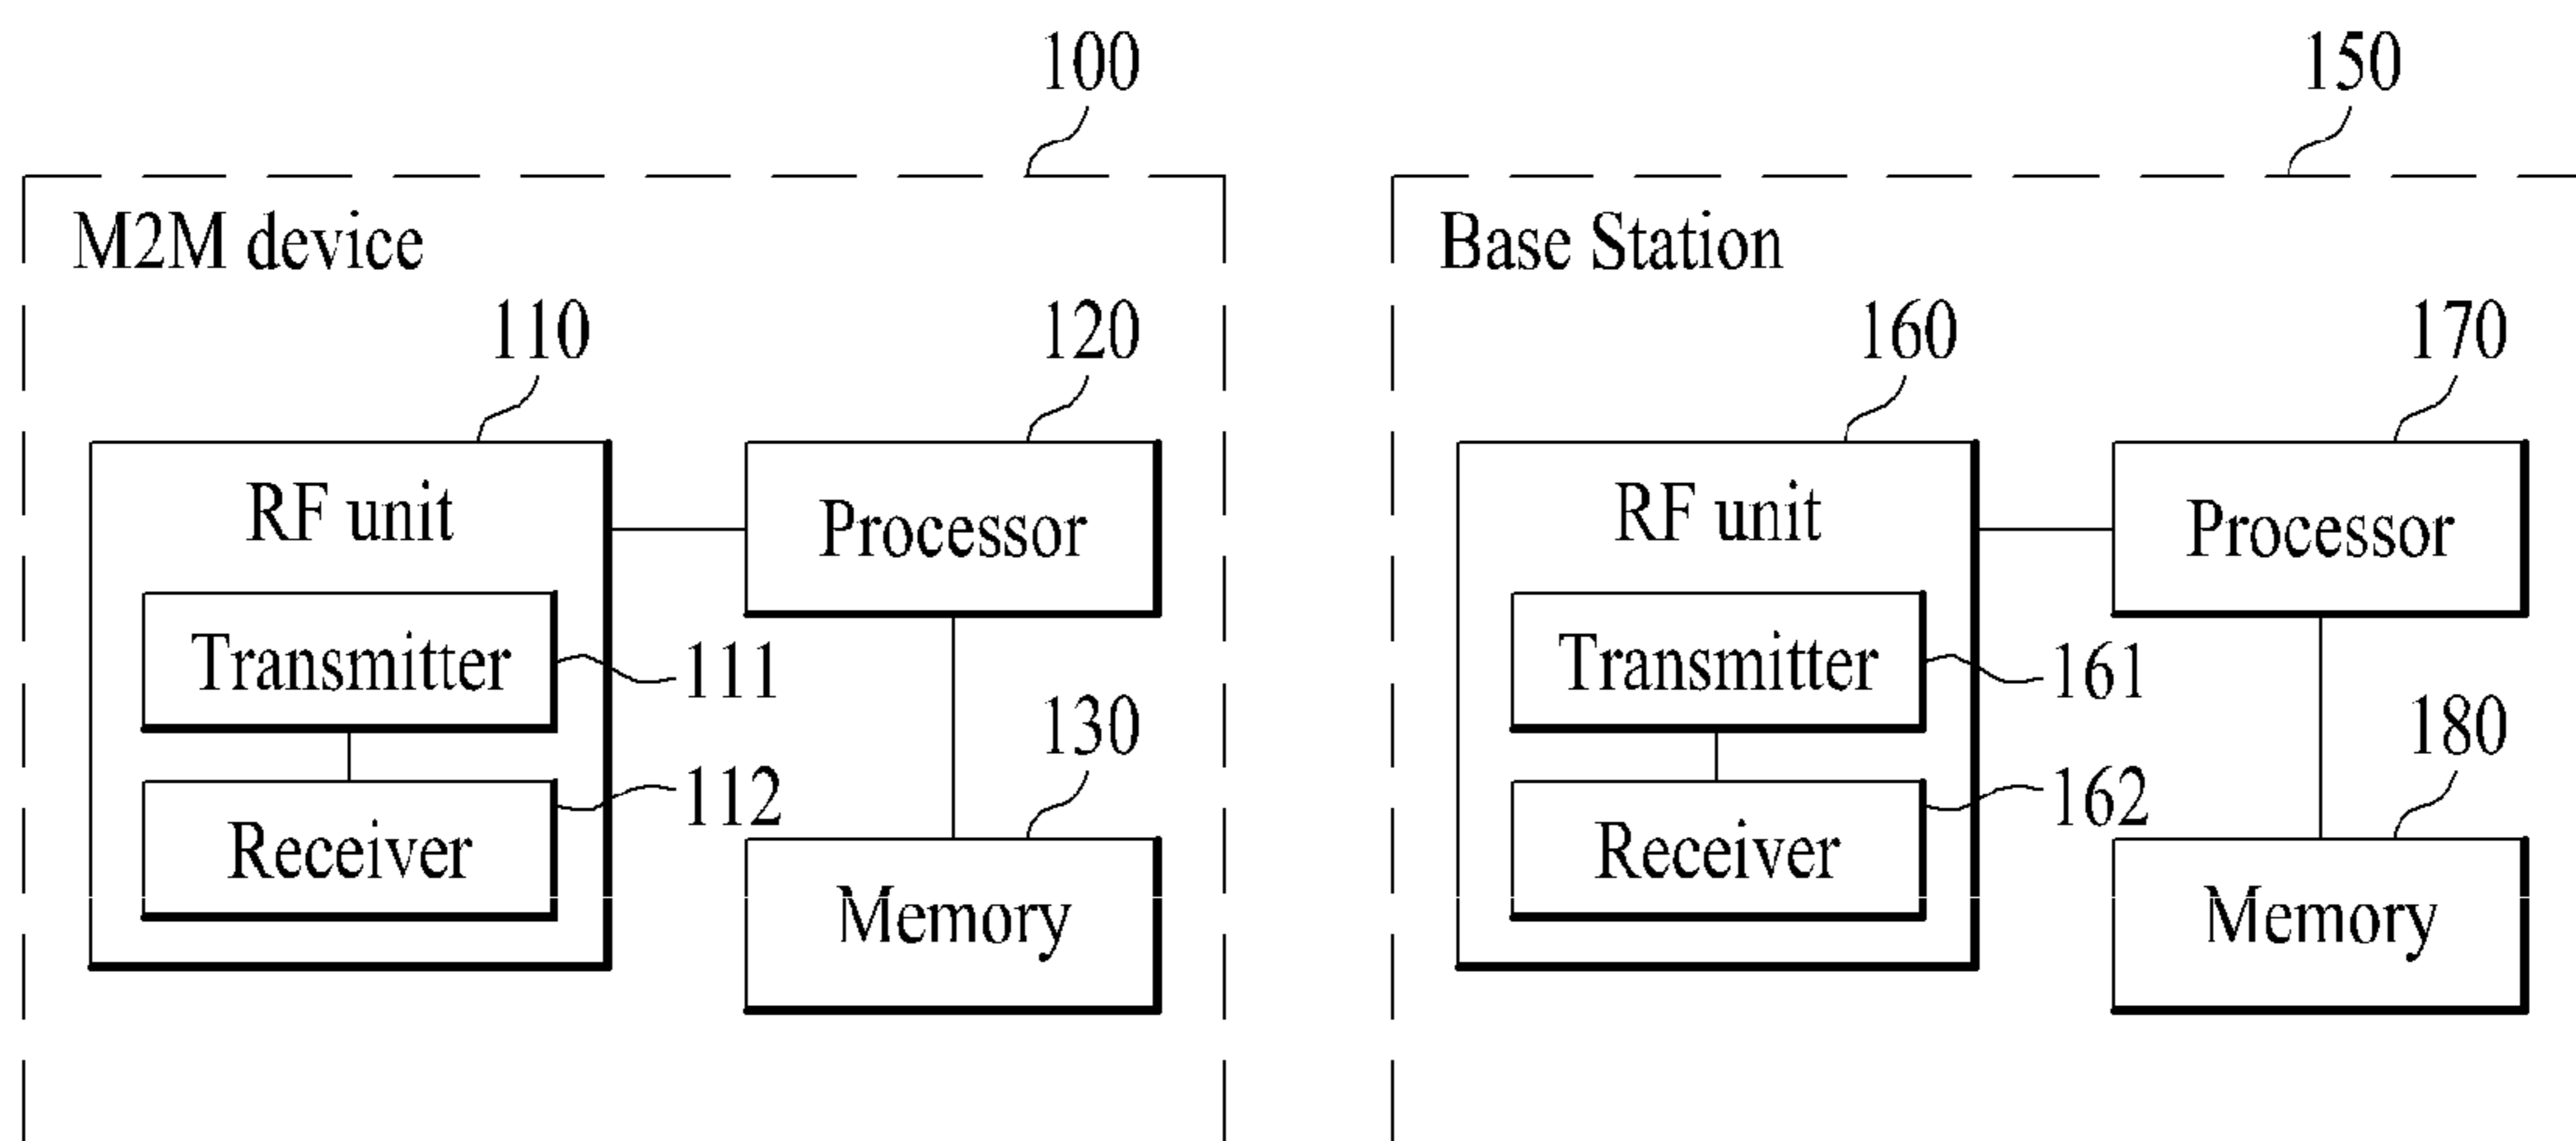 100
150
M2M device
Base Station
110
120
160
170
RF unit
Processor
RF unit
Processor
Transmitter
111
Transmitter
161
130
180
Receiver
112
Receiver
162
Memory
Memory